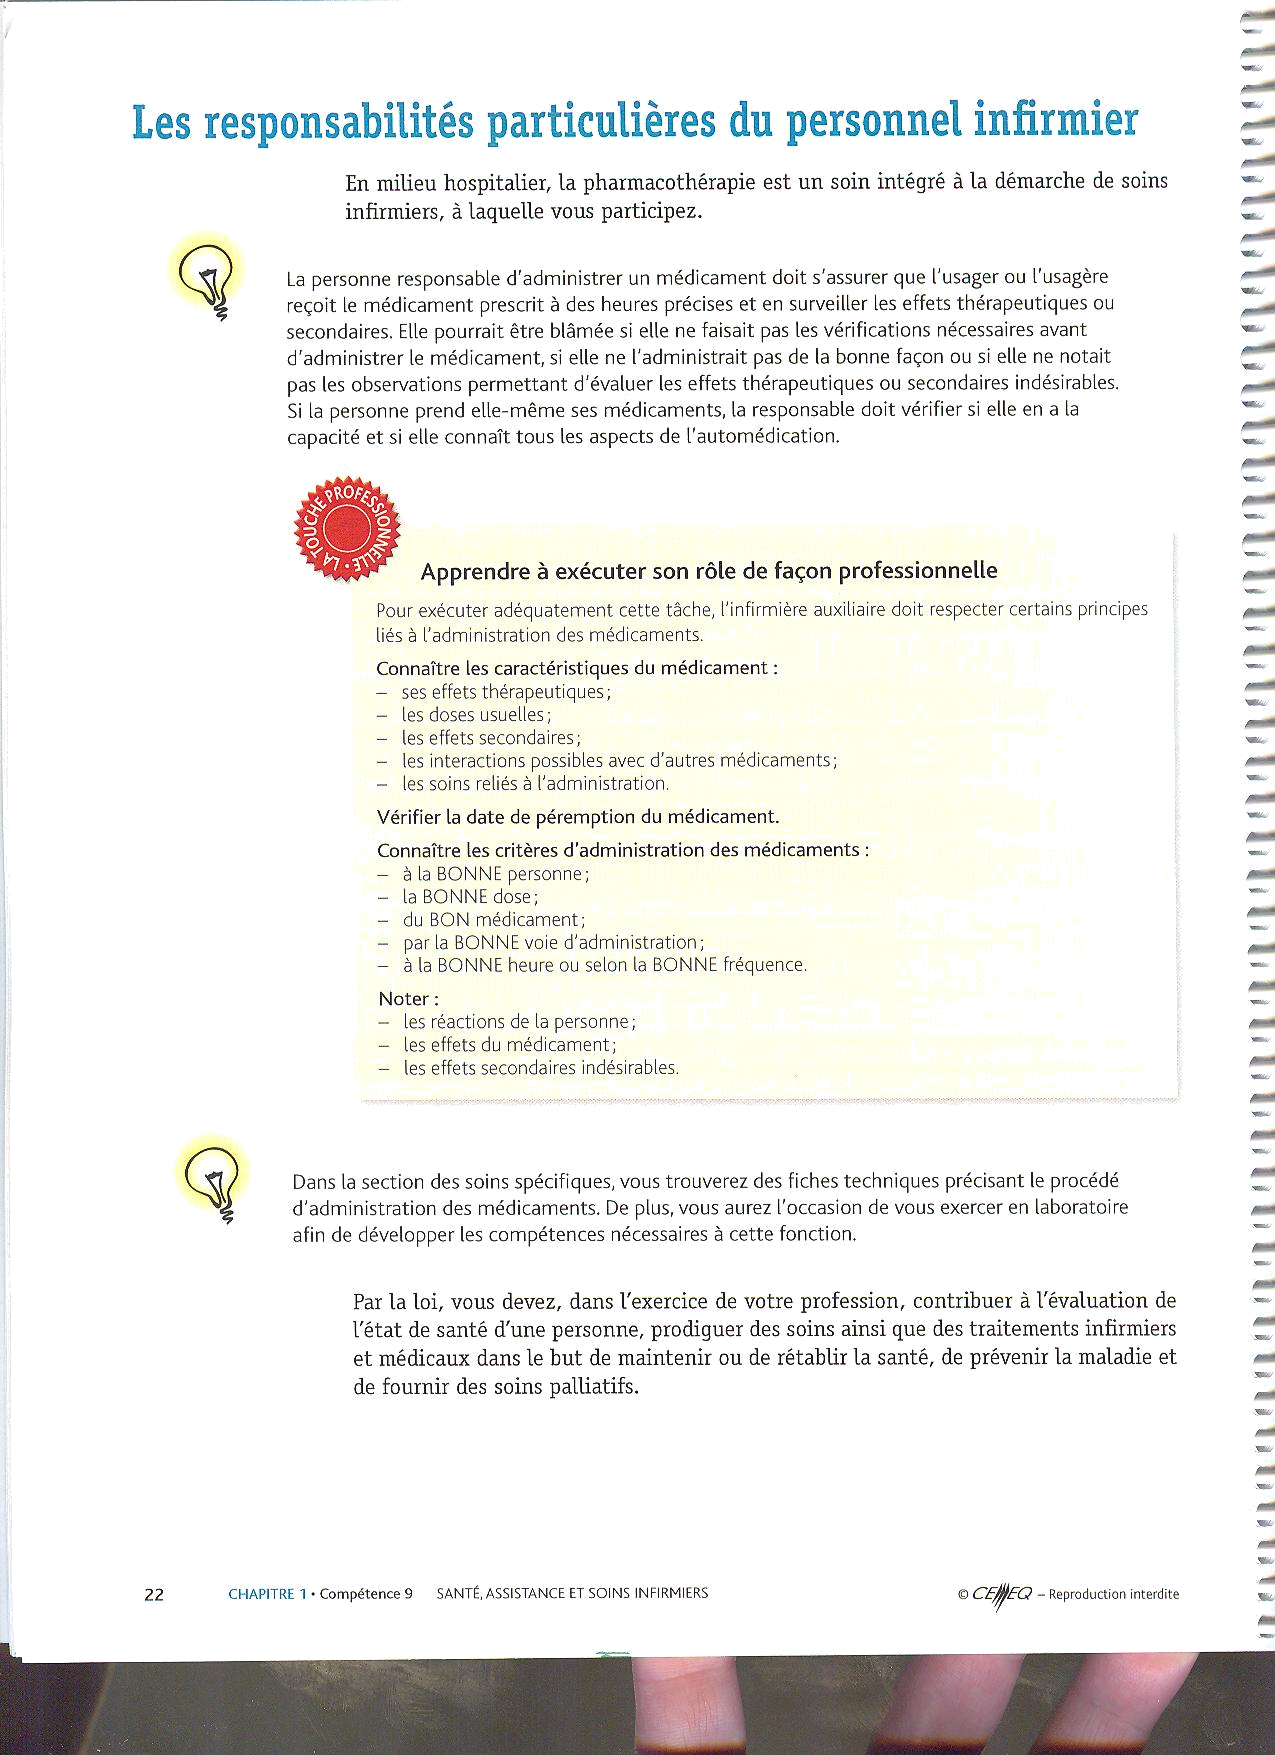 Les responsabilités particulières du personnel infirmier
En milieu hospitalier, la pharmacothérapie est un soin intégré à la démarche de soins
infirmiers, à laquelle vous participez.
La personne responsable d'administrer un médicament doit s'assurer que l'usager ou l'usagère
reçoit le médicament prescrit à des heures précises et en surveiller les effets thérapeutiques ou
secondaires. Elle pourrait être blâmée si elle ne faisait pas les vérifications nécessaires avant
d'administrer le médicament, si elle ne l'administrait pas de la bonne façon ou si elle ne notait
pas les observations permettant d'évaluer les effets thérapeutiques ou secondaires indésirables.
Si la personne prend elle-même ses médicaments, la responsable doit vérifier si elle en a la
capacité et si elle connaît tous les aspects de l'automédication.
LA TOUCHE PROFESSIONNELLE •
Apprendre à exécuter son rôle de façon professionnelle
Pour exécuter adéquatement cette tâche, l'infirmière auxiliaire doit respecter certains principes
liés à l'administration des médicaments.
Connaître les caractéristiques du médicament :
– ses effets thérapeutiques;
– les doses usuelles;
– les effets secondaires;
– les interactions possibles avec d'autres médicaments;
– les soins reliés à l'administration.
Vérifier la date de péremption du médicament.
Connaître les critères d'administration des médicaments :
– à la BONNE personne;
– la BONNE dose;
– du BON médicament;
– par la BONNE voie d'administration;
– à la BONNE heure ou selon la BONNE fréquence.
Noter :
– les réactions de la personne;
– les effets du médicament;
– les effets secondaires indésirables.
Dans la section des soins spécifiques, vous trouverez des fiches techniques précisant le procédé
d'administration des médicaments. De plus, vous aurez l'occasion de vous exercer en laboratoire
afin de développer les compétences nécessaires à cette fonction.
Par la loi, vous devez, dans l'exercice de votre profession, contribuer à l'évaluation de
l'état de santé d'une personne, prodiguer des soins ainsi que des traitements infirmiers
et médicaux dans le but de maintenir ou de rétablir la santé, de prévenir la maladie et
de fournir des soins palliatifs.
22 CHAPITRE 1 • Compétence 9 SANTÉ, ASSISTANCE ET SOINS INFIRMIERS © CEMEQ – Reproduction interdite